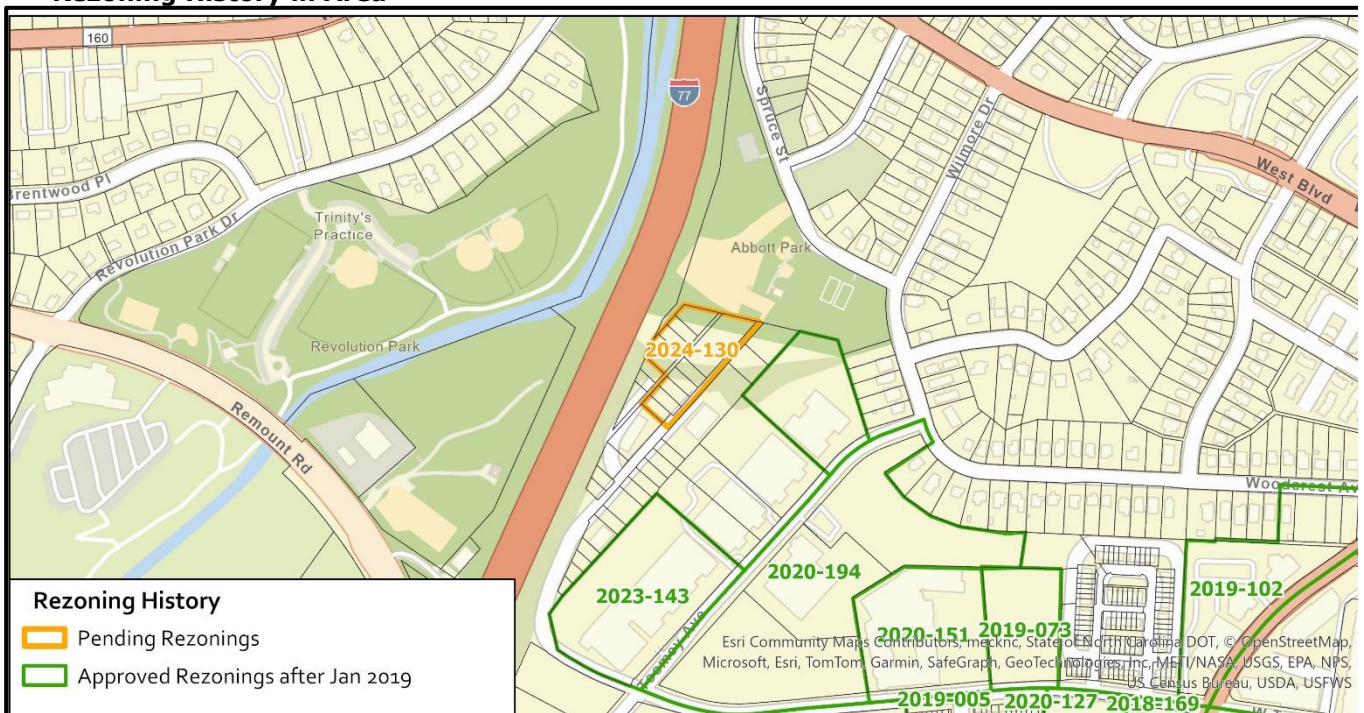 Rezoning History in Area
160
77
Spruce St
Wilmore Dr
West Blvd
Brentwood Pl
Trinity's
Practice
Revolution Park Dr
Abbott Park
Revolution Park
2024-130
Remount Rd
Woodcrest Av
2023-143
2020-194
2019-102
2020-151
2019-073
Toomey Ave
Rezoning History
Pending Rezonings
Approved Rezonings after Jan 2019
Esri Community Maps Contributors, mecknc, State of North Carolina DOT, © OpenStreetMap,
Microsoft, Esri, TomTom, Garmin, SafeGraph, GeoTechnologies, Inc, METI/NASA, USGS, EPA, NPS,
US Census Bureau, USDA, USFWS
2019-005
2020-127
2018-169